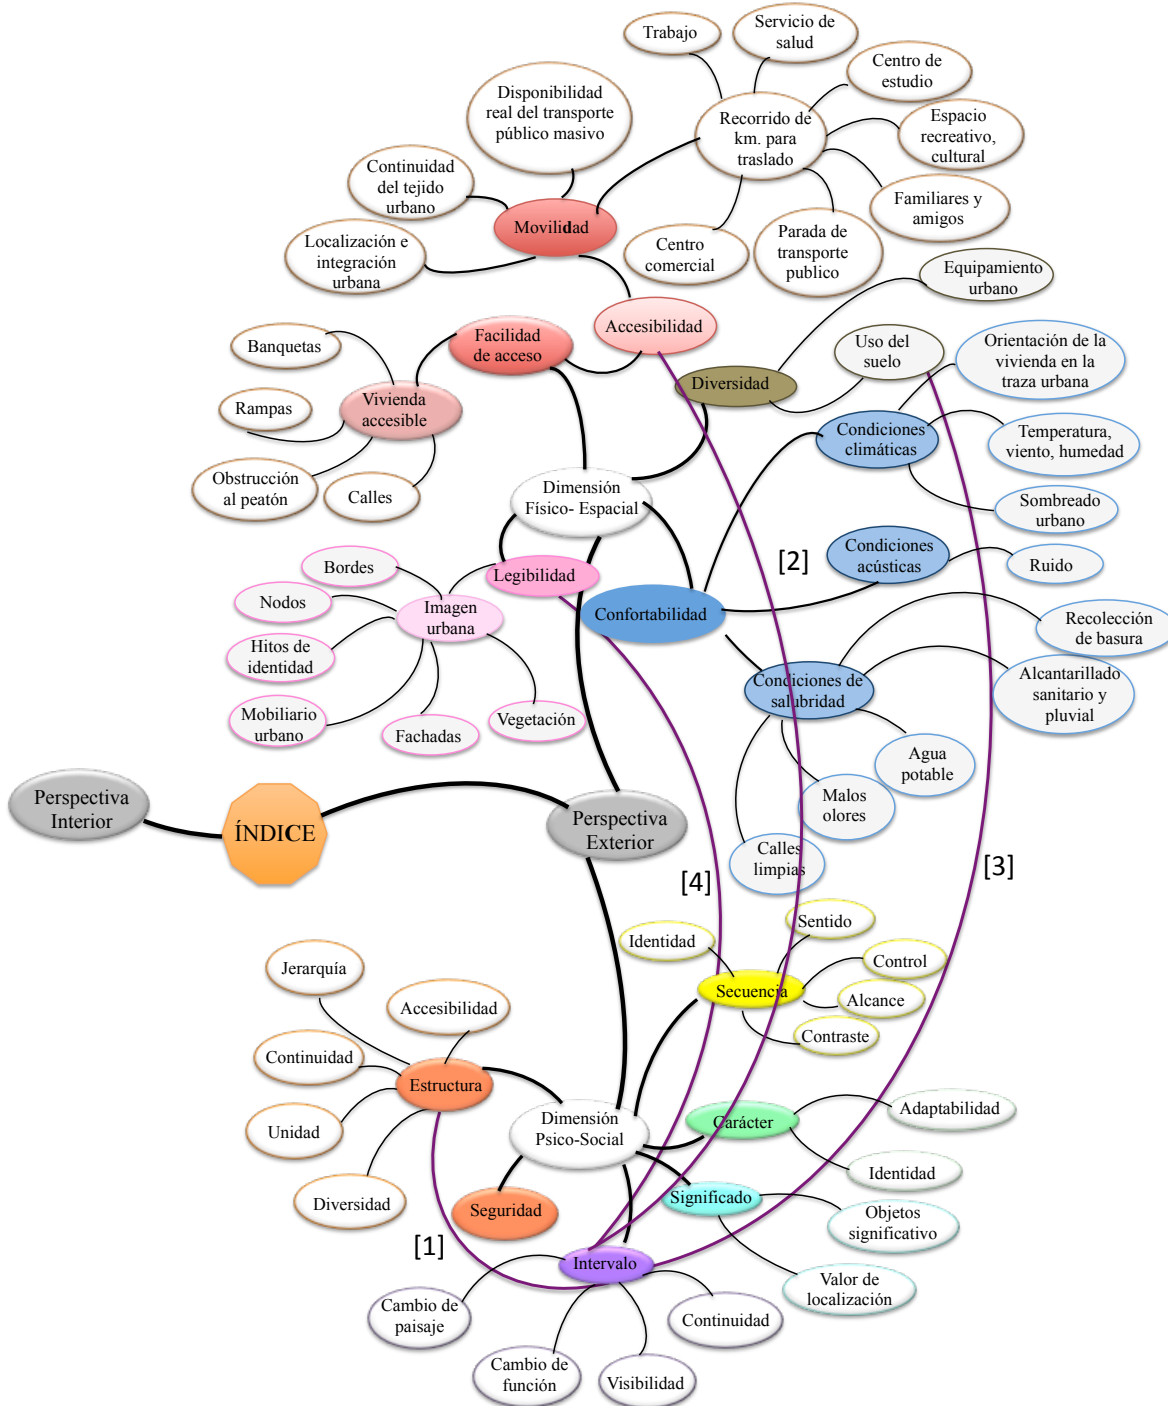 Trabajo
Servicio de
salud
Centro de
estudio
Disponibilidad
real del transporte
público masivo
Recorrido de
km. para
traslado
Espacio
recreativo,
cultural
Continuidad
del tejido
urbano
Familiares y
amigos
Movilidad
Localización e
integración
urbana
Centro
comercial
Parada de
transporte
publico
Equipamiento
urbano
Accesibilidad
Facilidad
de acceso
Banquetas
Uso del
suelo
Orientación de la
vivienda en la
traza urbana
Diversidad
Vivienda
accesible
Rampas
Condiciones
climáticas
Temperatura,
viento, humedad
Obstrucción
al peatón
Calles
Dimensión
Físico- Espacial
Sombreado
urbano
Condiciones
acústicas
Ruido
[2]
Bordes
Legibilidad
Nodos
Imagen
urbana
Confortabilidad
Recolección
de basura
Hitos de
identidad
Condiciones de
salubridad
Alcantarillado
sanitario y
pluvial
Mobiliario
urbano
Fachadas
Vegetación
Agua
potable
Perspectiva
Interior
ÍNDICE
Perspectiva
Exterior
Malos
olores
Calles
limpias
[4]
[3]
Sentido
Identidad
Control
Jerarquía
Secuencia
Alcance
Accesibilidad
Contraste
Continuidad
Estructura
Unidad
Dimensión
Psico-Social
Carácter
Adaptabilidad
Identidad
Diversidad
Seguridad
Significado
Objetos
significativo
[1]
Intervalo
Valor de
localización
Cambio de
paisaje
Continuidad
Cambio de
función
Visibilidad